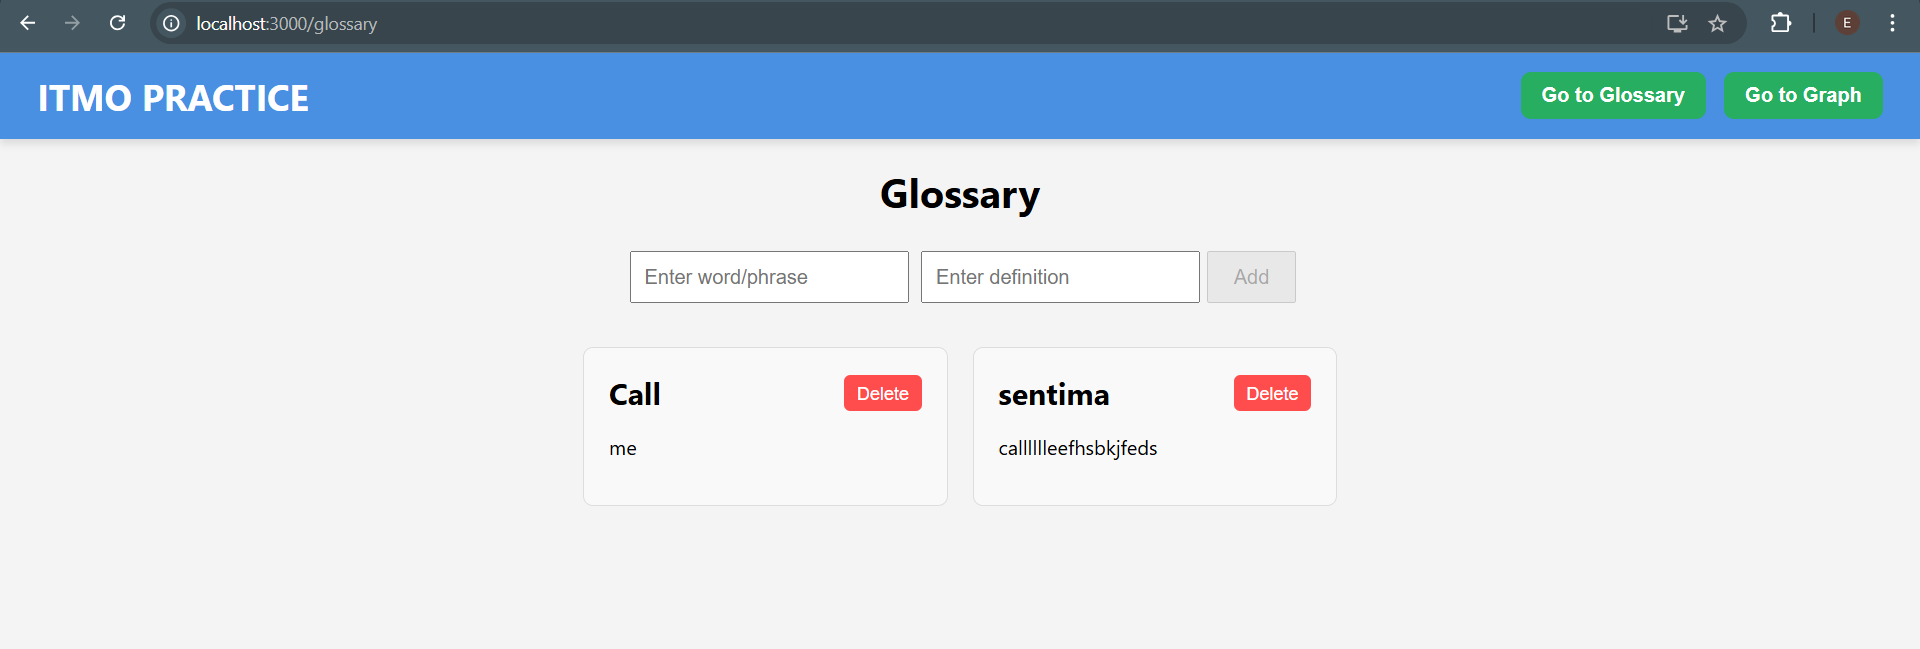 localhost:3000/glossary
E
ITMO PRACTICE
Go to Glossary
Go to Graph
Glossary
Enter word/phrase
Enter definition
Add
Call
Delete
me
sentima
Delete
calllllleefhsbkjfeds